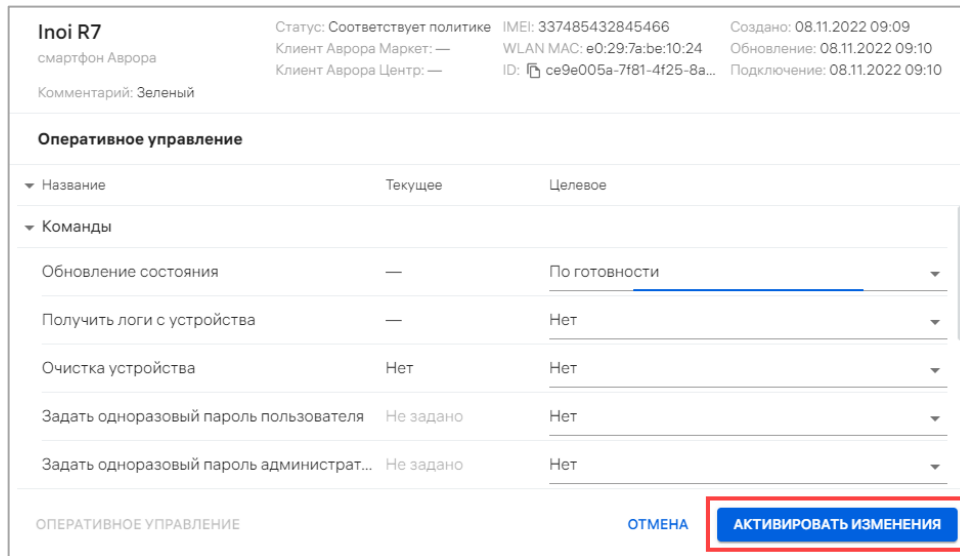 Inoi R7
смартфон Аврора
Комментарий: Зеленый
Статус: Соответствует политике
Клиент Аврора Маркет: —
Клиент Аврора Центр: —
IMEI: 337485432845466
WLAN MAC: e0:29:7a:be:10:24
ID: ce9e005a-7f81-4f25-8a...
Создано: 08.11.2022 09:09
Обновление: 08.11.2022 09:10
Подключение: 08.11.2022 09:10
Оперативное управление
Название Текущее Целевое
Команды
Обновление состояния — По готовности
Получить логи с устройства — Нет
Очистка устройства Нет Нет
Задать одноразовый пароль пользователя Не задано Нет
Задать одноразовый пароль администрат... Не задано Нет
ОПЕРАТИВНОЕ УПРАВЛЕНИЕ ОТМЕНА АКТИВИРОВАТЬ ИЗМЕНЕНИЯ